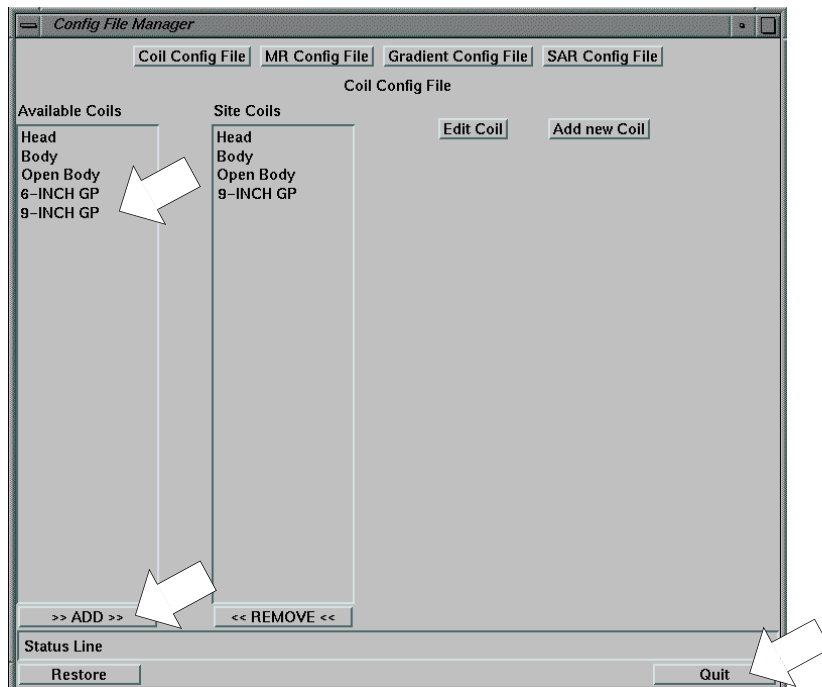 Config File Manager
Coil Config File MR Config File Gradient Config File SAR Config File
Coil Config File
Available Coils
Head
Body
Open Body
6-INCH GP
9-INCH GP
>> ADD >>
Site Coils
Head
Body
Open Body
9-INCH GP
<< REMOVE <<
Edit Coil Add new Coil
Status Line
Restore Quit